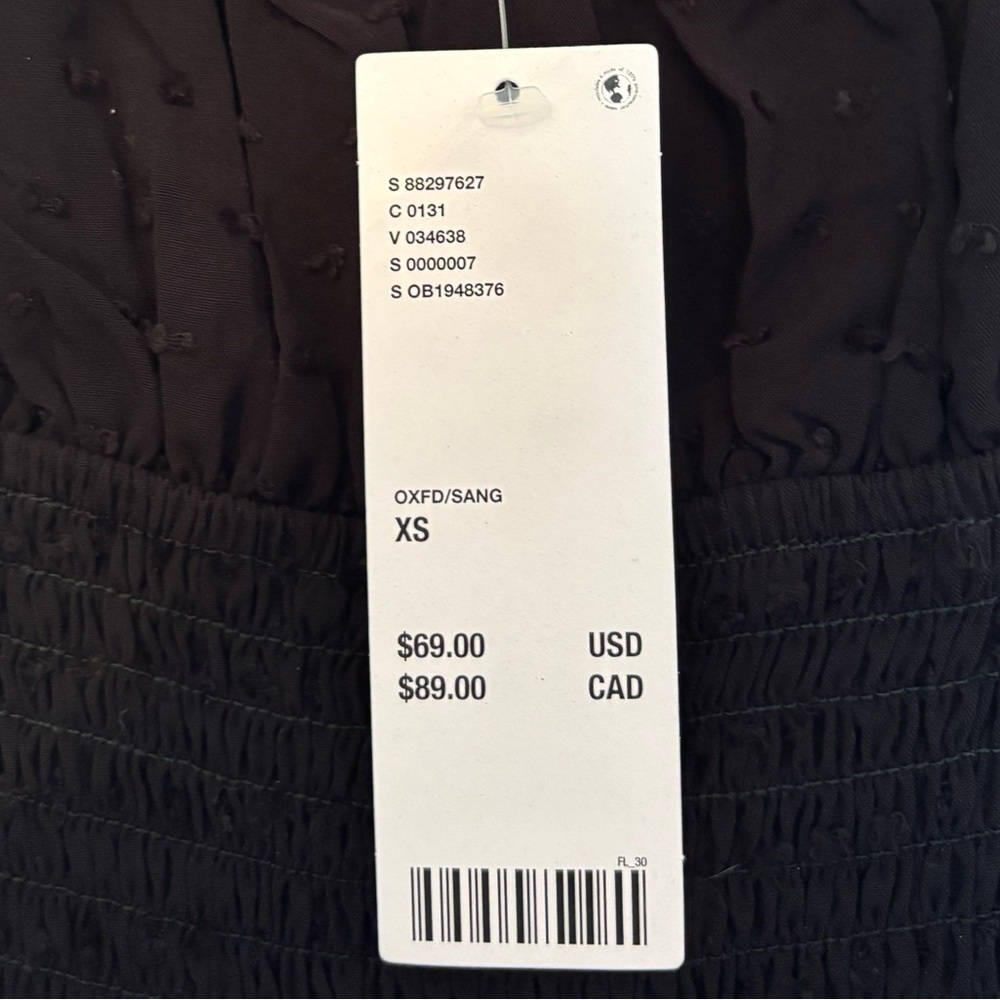 S 88297627
C 0131
V 034638
S 0000007
S OB1948376
OXFD/SANG
XS
$69.00 USD
$89.00 CAD
FL_30